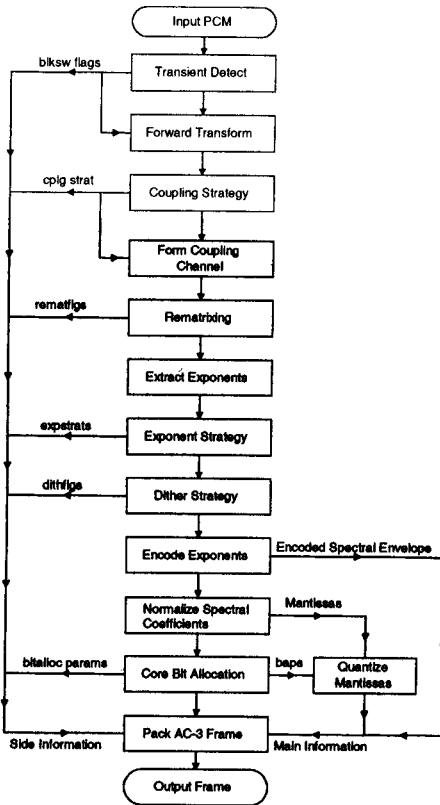 Input PCM
blksw flags
Transient Detect
Forward Transform
cplg strat
Coupling Strategy
Form Coupling
Channel
rematfigs
Rematrixing
Extract Exponents
expstrats
Exponent Strategy
dithfigs
Dither Strategy
Encode Exponents
Encoded Spectral Envelope
Normalize Spectral
Coefficients
Mantissas
bitalloc params
Core Bit Allocation
baps
Quantize
Mantissas
Side Information
Pack AC-3 Frame
Main Information
Output Frame